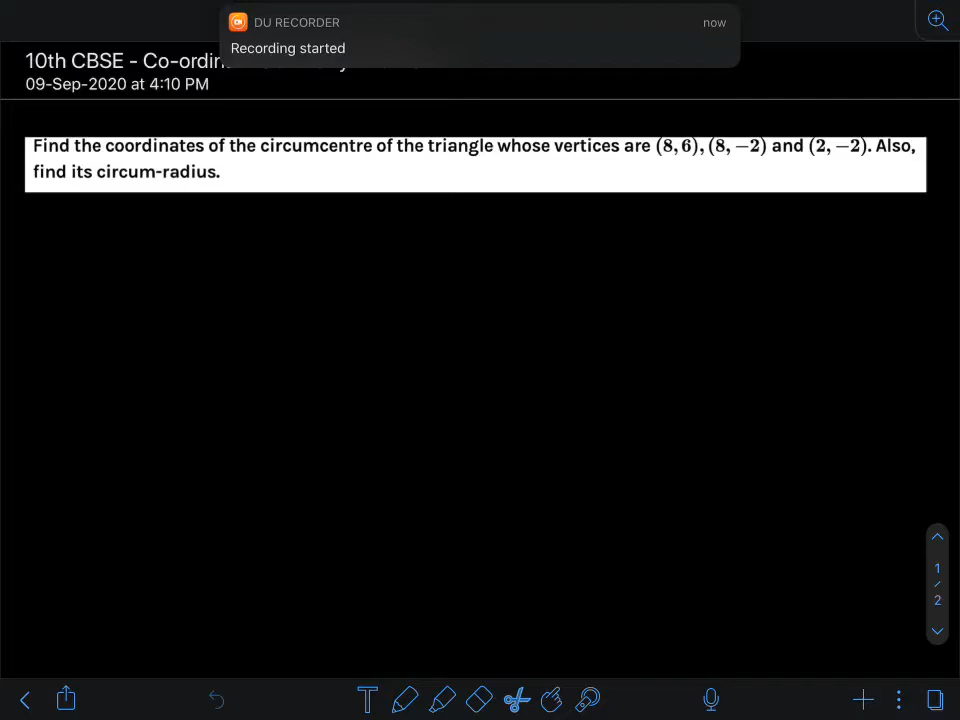 DU RECORDER
now
Recording started
10th CBSE -
09-Sep-2020 at 4:10 PM
Find the coordinates of the circumcentre of the triangle whose vertices are (8, 6), (8, −2) and (2, −2). Also,
find its circum-radius.
1
/
2
T